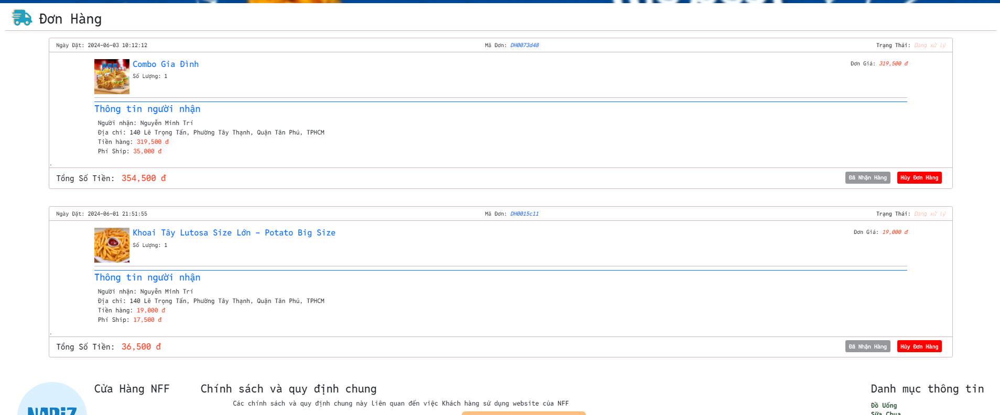 Đơn Hàng
Ngày Đặt: 2024-06-03 10:12:12 Mã Đơn: DH0073d48 Trạng Thái: Đang xử lý
Combo Gia Đình Đơn Giá: 319,500 đ
Số Lượng: 1
Thông tin người nhận
Người nhận: Nguyễn Minh Trí
Địa chỉ: 140 Lê Trọng Tấn, Phường Tây Thạnh, Quận Tân Phú, TPHCM
Tiền hàng: 319,500 đ
Phí Ship: 35,000 đ
.
Tổng Số Tiền: 354,500 đ Đã Nhận Hàng Hủy Đơn Hàng
Ngày Đặt: 2024-06-01 21:51:55 Mã Đơn: DH0015c11 Trạng Thái: Đang xử lý
Khoai Tây Lutosa Size Lớn - Potato Big Size Đơn Giá: 19,000 đ
Số Lượng: 1
Thông tin người nhận
Người nhận: Nguyễn Minh Trí
Địa chỉ: 140 Lê Trọng Tấn, Phường Tây Thạnh, Quận Tân Phú, TPHCM
Tiền hàng: 19,000 đ
Phí Ship: 17,500 đ
.
Tổng Số Tiền: 36,500 đ Đã Nhận Hàng Hủy Đơn Hàng
Cửa Hàng NFF Chính sách và quy định chung Danh mục thông tin
Các chính sách và quy định chung này liên quan đến việc Khách hàng sử dụng website của NFF
Đồ Uống
Sữa Chua